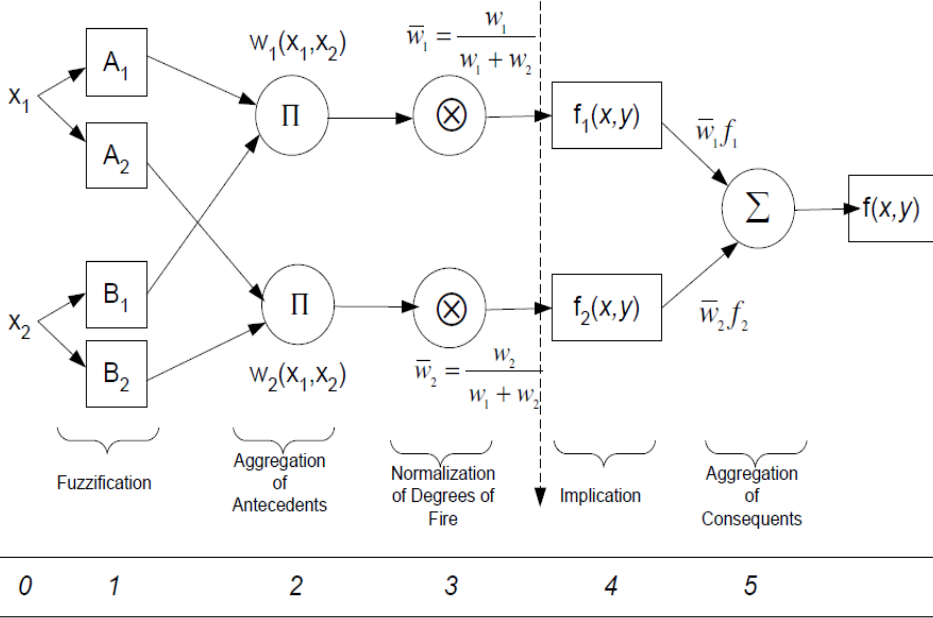 w₁(x₁,x₂)
w̅₁ = w₁ / (w₁ + w₂)
x₁
A₁
A₂
Π
⊗
f₁(x,y)
w̅₁f₁
Σ
f(x,y)
x₂
B₁
B₂
Π
⊗
f₂(x,y)
w̅₂f₂
w₂(x₁,x₂)
w̅₂ = w₂ / (w₁ + w₂)
Fuzzification
Aggregation
of
Antecedents
Normalization
of Degrees of
Fire
Implication
Aggregation
of
Consequents
0 1 2 3 4 5